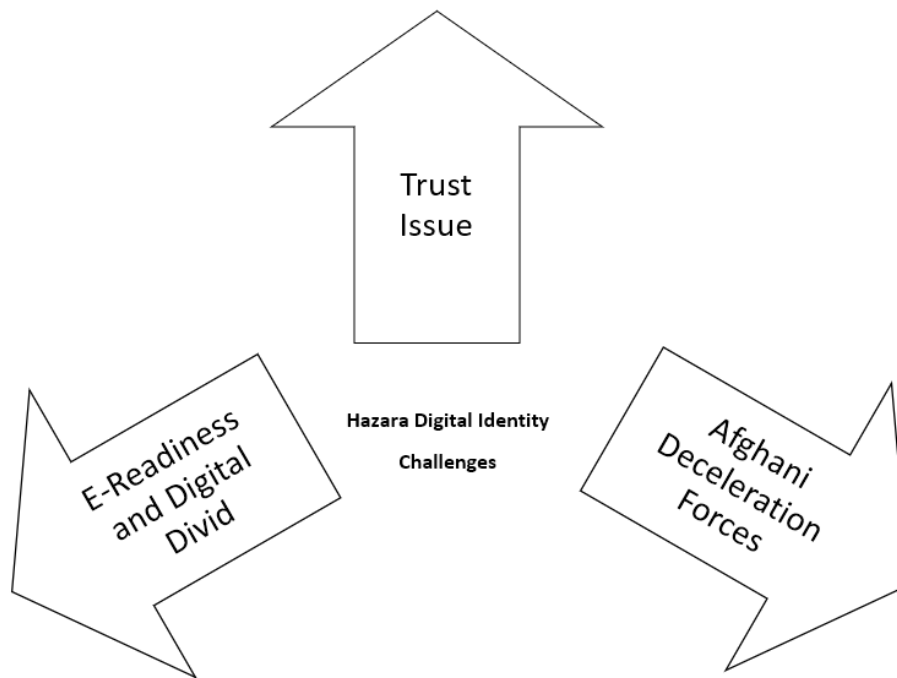 Trust
Issue
Hazara Digital Identity
Challenges
E-Readiness
and Digital
Divid
Afghani
Deceleration
Forces